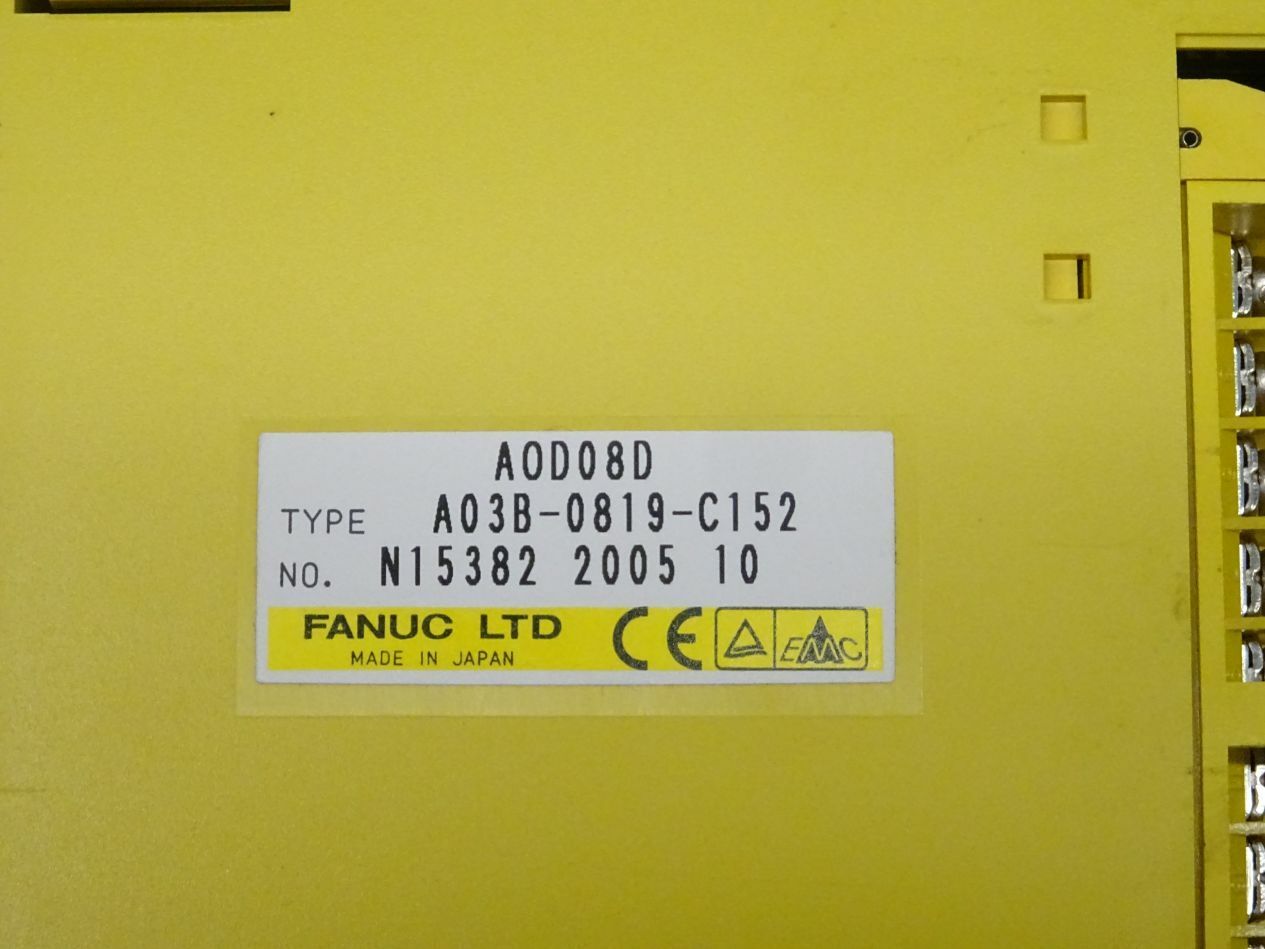 AOD08D
TYPE A03B-0819-C152
NO. N15382 2005 10
FANUC LTD CE EMC
MADE IN JAPAN